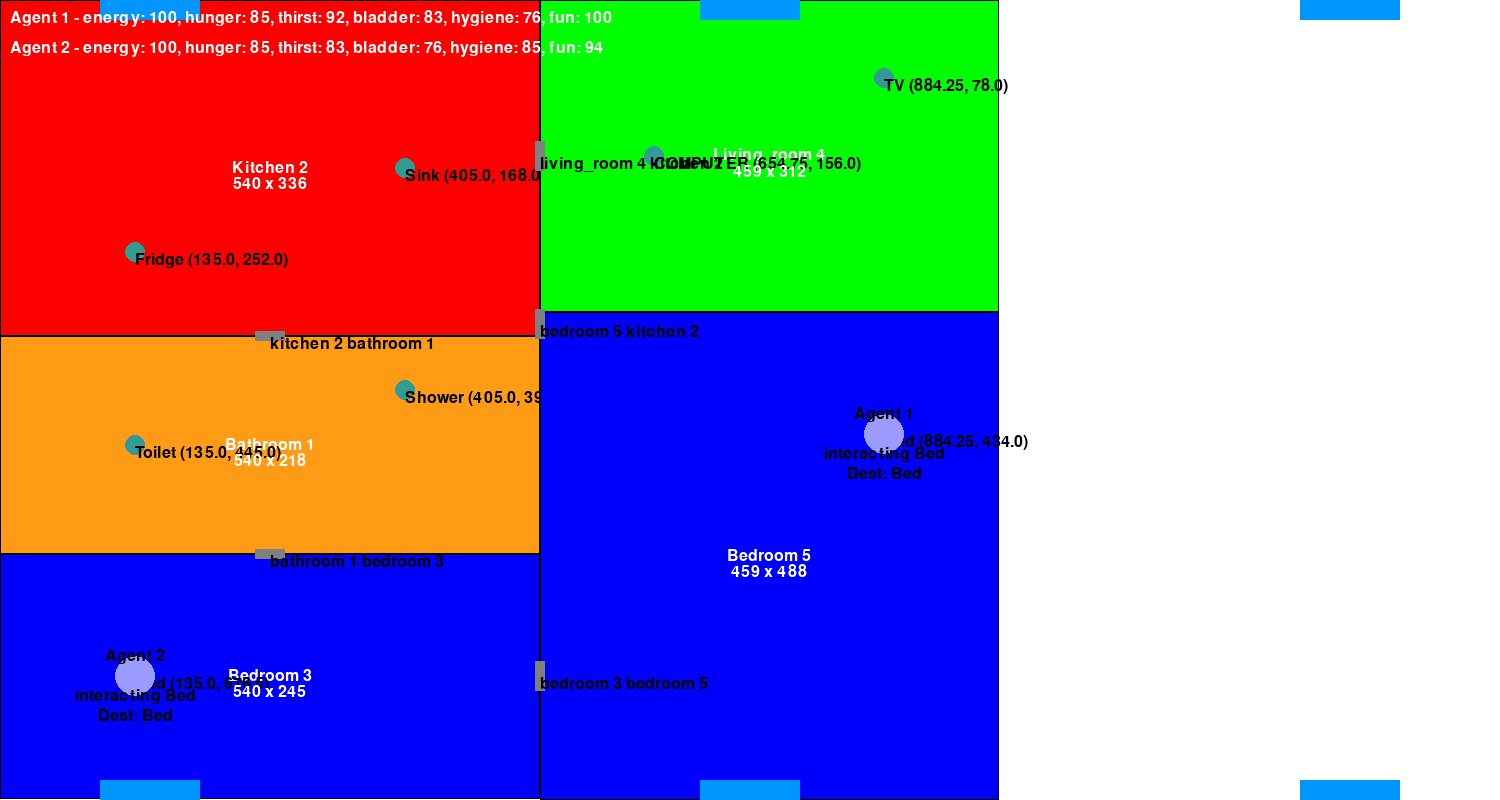 Agent 1 - energy: 100, hunger: 85, thirst: 92, bladder: 83, hygiene: 76, fun: 100
Agent 2 - energy: 100, hunger: 85, thirst: 83, bladder: 76, hygiene: 85, fun: 94
TV (884.25, 78.0)
Kitchen 2
540 x 336
Sink (405.0, 168.0
living_room 4 kitchen 2
COMPUTER (654.75, 156.0)
Living_room 4
459 x 312
Fridge (135.0, 252.0)
bedroom 5 kitchen 2
kitchen 2 bathroom 1
Shower (405.0, 39
Toilet (135.0, 445.0)
Bathroom 1
540 x 218
Agent 1
(884.25, 434.0)
interacting Bed
Dest: Bed
bathroom 1 bedroom 3
Bedroom 5
459 x 488
Agent 2
(135.0,
interacting Bed
Dest: Bed
Bedroom 3
540 x 245
bedroom 3 bedroom 5